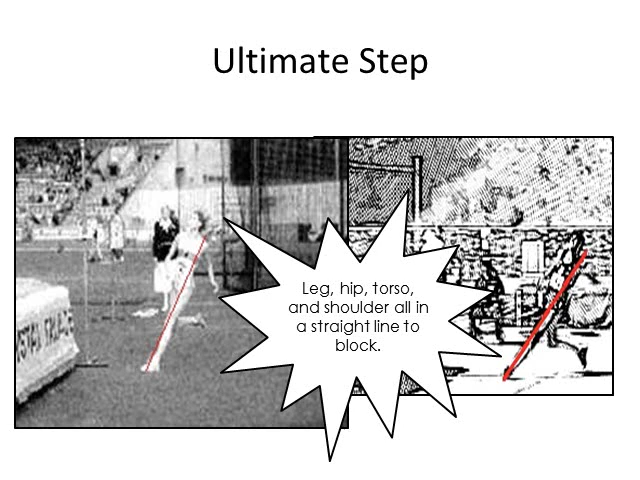 Ultimate Step
Leg, hip, torso,
and shoulder all in
a straight line to
block.